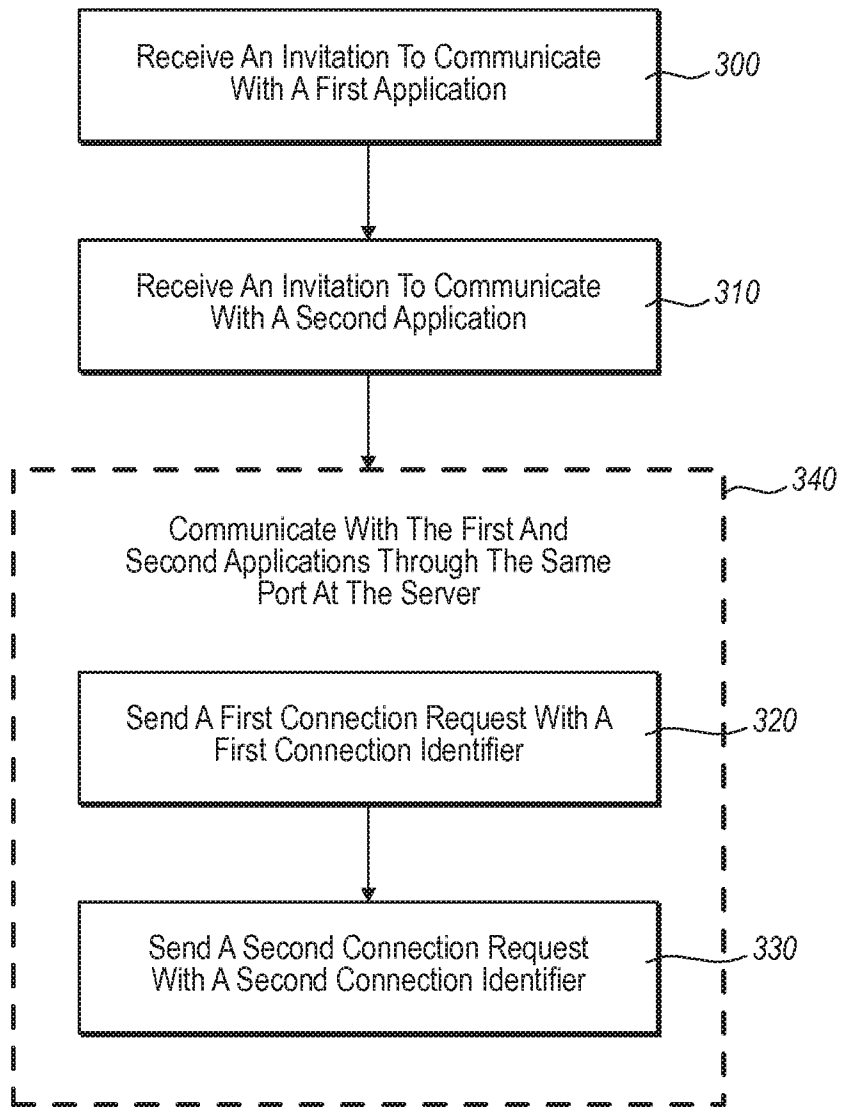 Receive An Invitation To Communicate
With A First Application
300
Receive An Invitation To Communicate
With A Second Application
310
340
Communicate With The First And
Second Applications Through The Same
Port At The Server
Send A First Connection Request With A
First Connection Identifier
320
Send A Second Connection Request
With A Second Connection Identifier
330